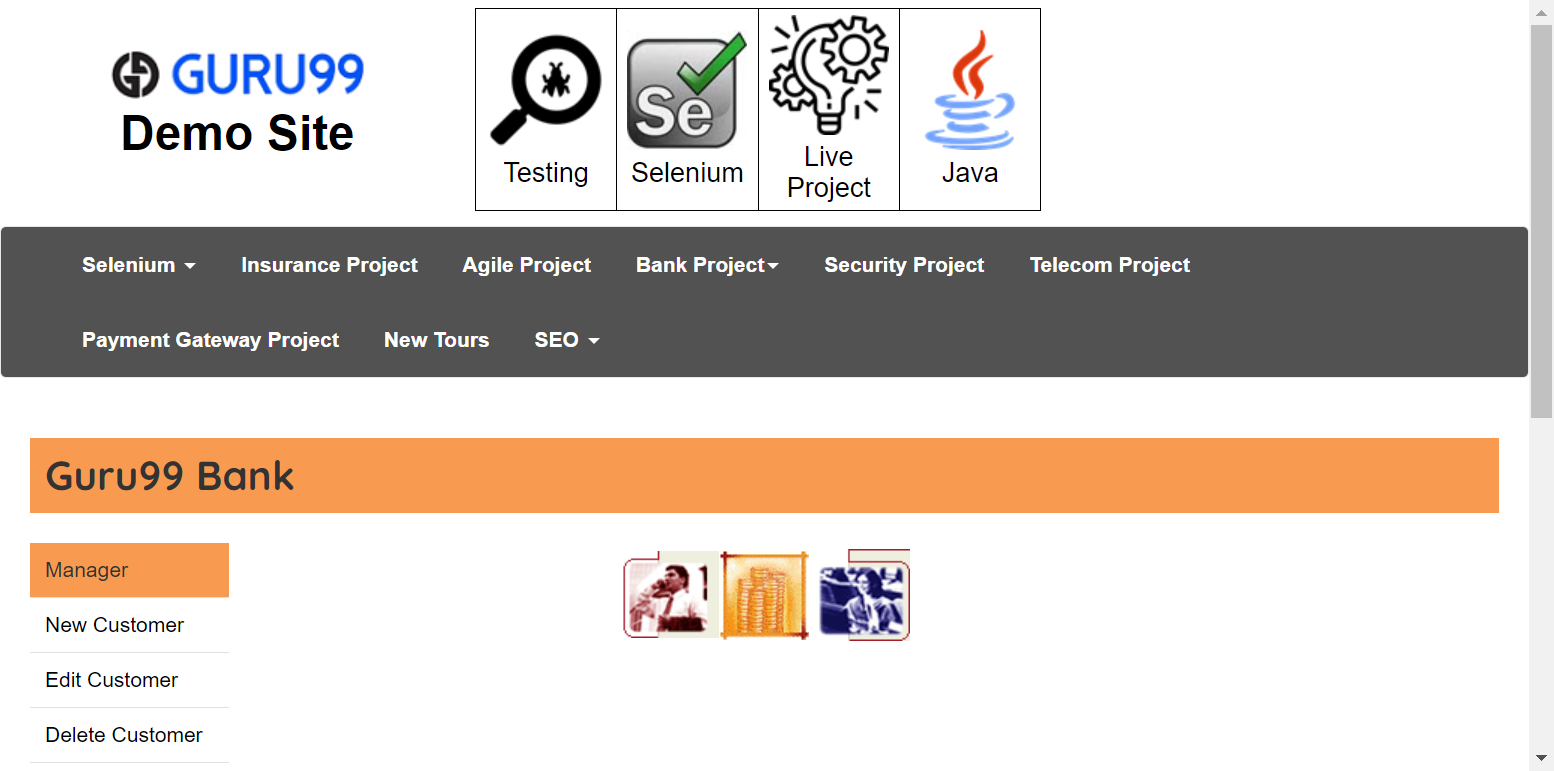 GURU99
Demo Site
Testing
Se
Selenium
Live
Project
Java
Selenium
Insurance Project
Agile Project
Bank Project
Security Project
Telecom Project
Payment Gateway Project
New Tours
SEO
Guru99 Bank
Manager
New Customer
Edit Customer
Delete Customer